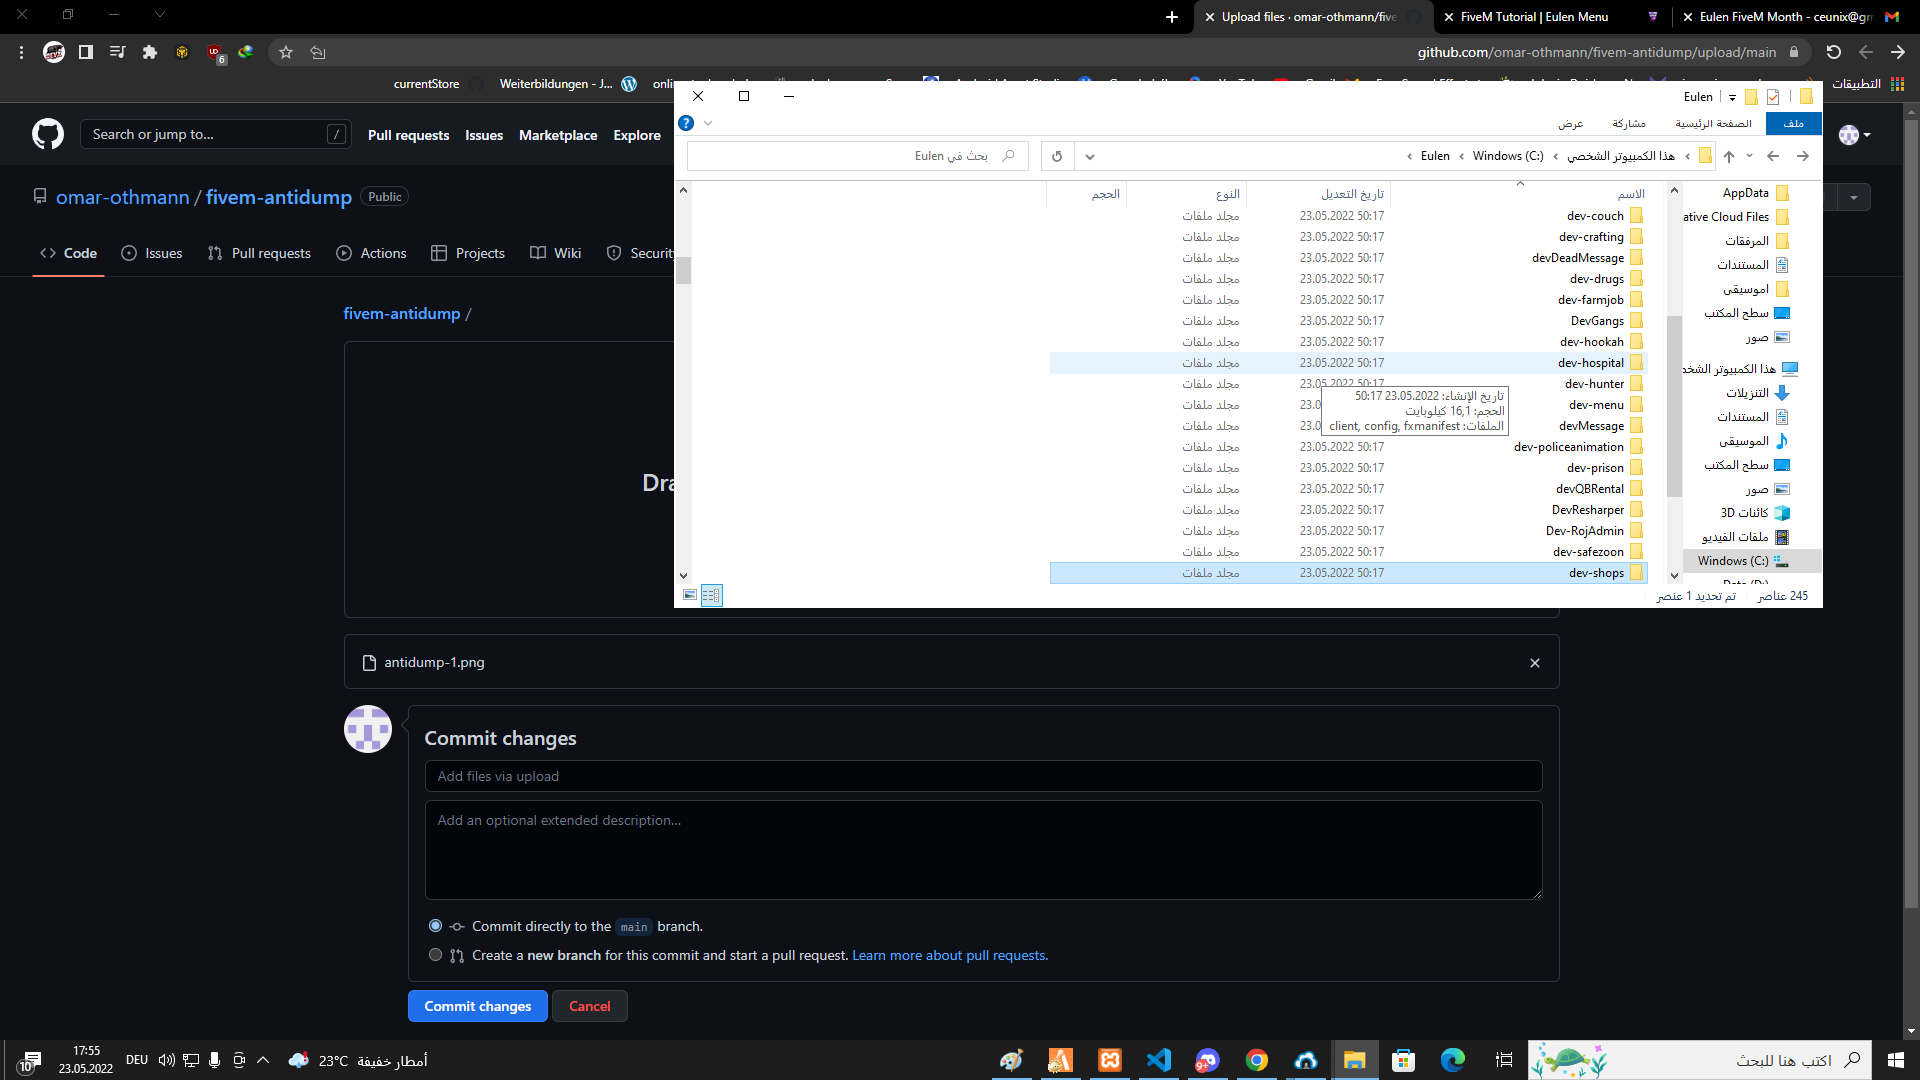 Upload files · omar-othmann/five
FiveM Tutorial | Eulen Menu
Eulen FiveM Month - ceunix@gm
github.com/omar-othmann/fivem-antidump/upload/main
6
currentStore
Weiterbildungen - J...
التطبيقات
Search or jump to...
/
Pull requests
Issues
Marketplace
Explore
omar-othmann / fivem-antidump
Public
Code
Issues
Pull requests
Actions
Projects
Wiki
fivem-antidump /
Eulen
ملف
الصفحة الرئيسية
مشاركة
عرض
هذا الكمبيوتر الشخصي
Windows (C:)
Eulen
بحث في Eulen
الاسم
تاريخ التعديل
النوع
الحجم
dev-couch 23.05.2022 50:17 مجلد ملفات
dev-crafting 23.05.2022 50:17 مجلد ملفات
devDeadMessage 23.05.2022 50:17 مجلد ملفات
dev-drugs 23.05.2022 50:17 مجلد ملفات
dev-farmjob 23.05.2022 50:17 مجلد ملفات
DevGangs 23.05.2022 50:17 مجلد ملفات
dev-hookah 23.05.2022 50:17 مجلد ملفات
dev-hospital 23.05.2022 50:17 مجلد ملفات
dev-hunter 23.05.2022 50:17 مجلد ملفات
dev-menu 23.0 مجلد ملفات
devMessage 23.0 مجلد ملفات
dev-policeanimation 23.05.2022 50:17 مجلد ملفات
dev-prison 23.05.2022 50:17 مجلد ملفات
devQBRental 23.05.2022 50:17 مجلد ملفات
DevResharper 23.05.2022 50:17 مجلد ملفات
Dev-RojAdmin 23.05.2022 50:17 مجلد ملفات
dev-safezoon 23.05.2022 50:17 مجلد ملفات
dev-shops 23.05.2022 50:17 مجلد ملفات
تاريخ الإنشاء: 23.05.2022 50:17
الحجم: 16,1 كيلوبايت
الملفات: client, config, fxmanifest
AppData
ative Cloud Files
المرفقات
المستندات
اموسيقى
سطح المكتب
صور
هذا الكمبيوتر الشخص
التنزيلات
المستندات
الموسيقى
سطح المكتب
صور
كائنات 3D
ملفات الفيديو
Windows (C:)
245 عناصر
تم تحديد 1 عنصر
antidump-1.png
Commit changes
Add files via upload
Add an optional extended description...
Commit directly to the main branch.
Create a new branch for this commit and start a pull request. Learn more about pull requests.
Commit changes
Cancel
10
17:55
23.05.2022
DEU
23°C أمطار خفيفة
9+
اكتب هنا للبحث